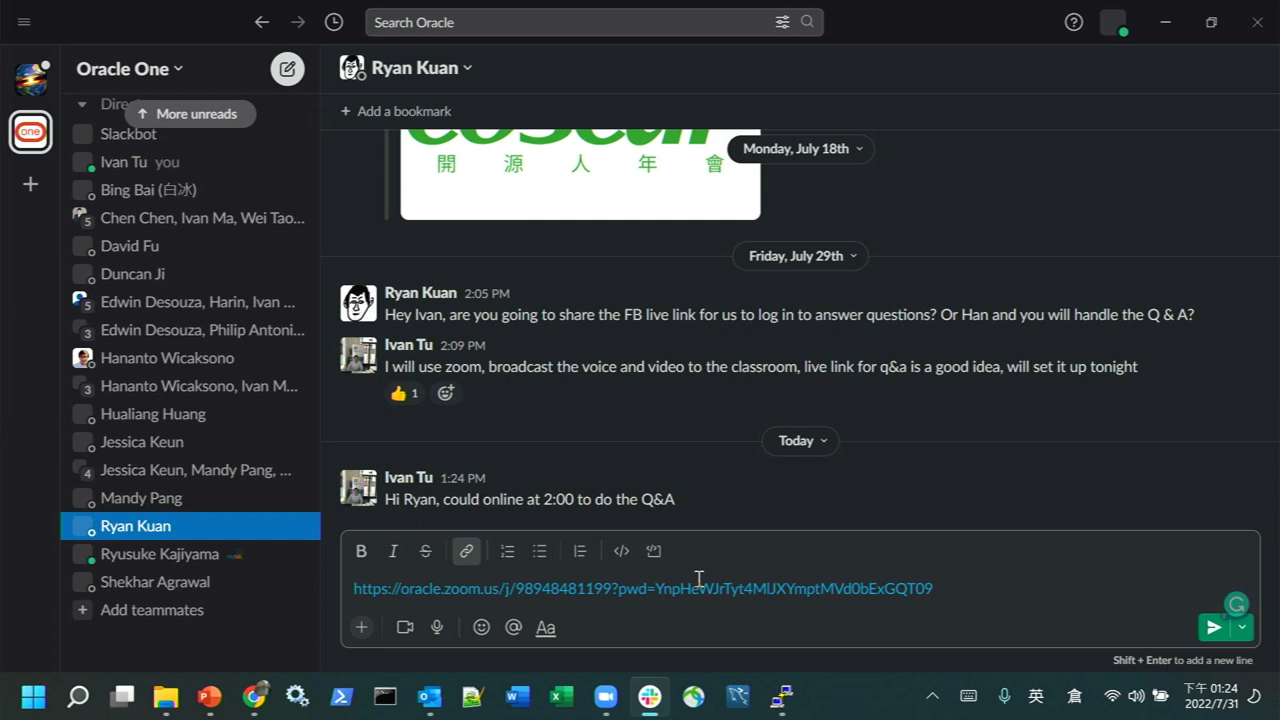 Search Oracle
Oracle One
Ryan Kuan
More unreads
Slackbot
Ivan Tu you
Bing Bai (白冰)
Chen Chen, Ivan Ma, Wei Tao...
David Fu
Duncan Ji
Edwin Desouza, Harin, Ivan ...
Edwin Desouza, Philip Antoni...
Hananto Wicaksono
Hananto Wicaksono, Ivan M...
Hualiang Huang
Jessica Keun
Jessica Keun, Mandy Pang, ...
Mandy Pang
Ryan Kuan
Ryusuke Kajiyama
Shekhar Agrawal
Add teammates
one
5
5
3
3
4
Add a bookmark
Monday, July 18th
開源人年會
Friday, July 29th
Ryan Kuan 2:05 PM
Hey Ivan, are you going to share the FB live link for us to log in to answer questions? Or Han and you will handle the Q & A?
Ivan Tu 2:09 PM
I will use zoom, broadcast the voice and video to the classroom, live link for q&a is a good idea, will set it up tonight
1
Today
Ivan Tu 1:24 PM
Hi Ryan, could online at 2:00 to do the Q&A
B I S
Aa
Shift + Enter to add a new line
英
倉
下午 01:24
2022/7/31